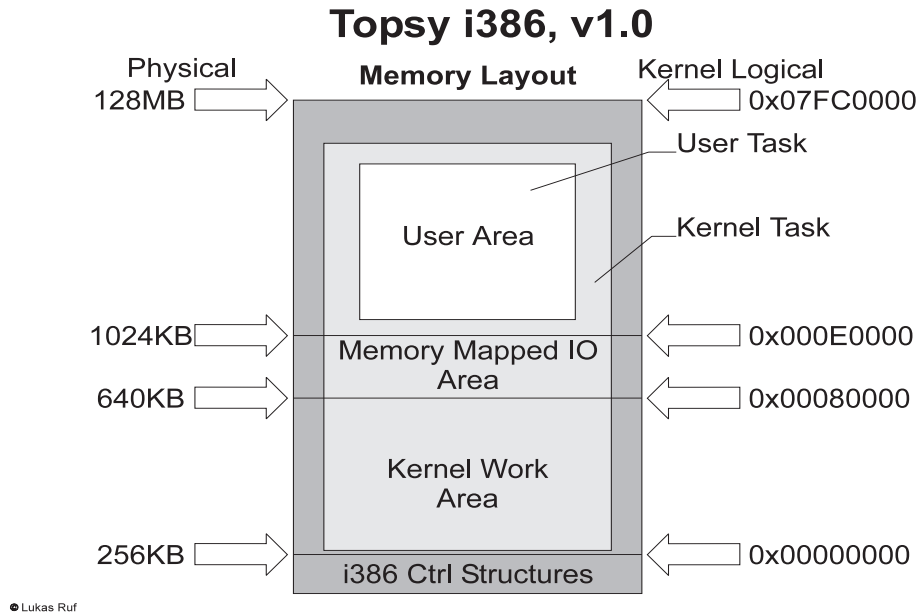 Topsy i386, v1.0
Physical
Memory Layout
Kernel Logical
128MB
0x07FC0000
User Task
User Area
Kernel Task
1024KB
0x000E0000
Memory Mapped IO
Area
640KB
0x00080000
Kernel Work
Area
256KB
0x00000000
i386 Ctrl Structures
© Lukas Ruf